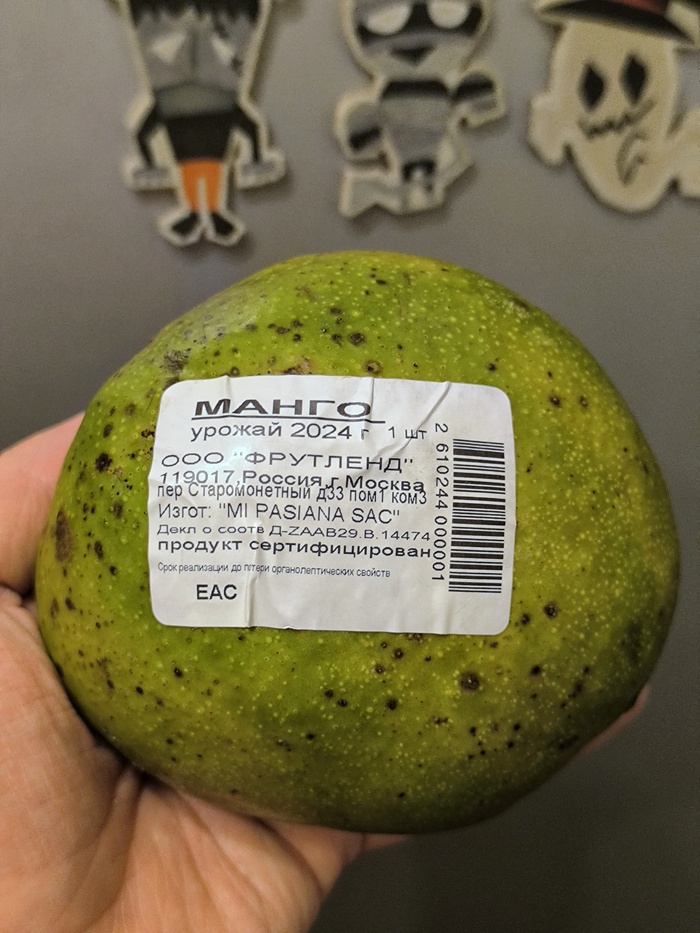 МАНГО
урожай 2024 г 1 шт
ООО "ФРУТЛЕНД"
119017,Россия,г.Москва
пер Старомонетный д33 пом1 ком3
Изгот: "MI PASIANA SAC"
Декл о соотв Д-ZAAB29.B.14474
продукт сертифицирован
Срок реализации до птери органолептических свойств
EAC
2 610244 000001